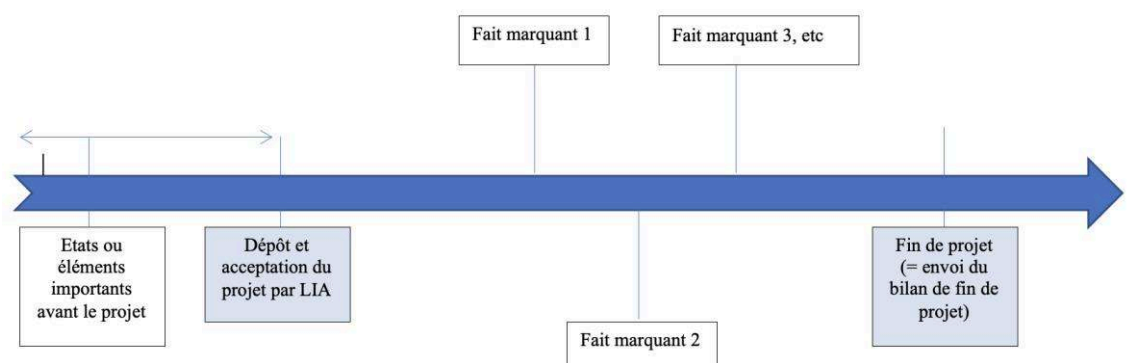 Fait marquant 1
Fait marquant 3, etc
Etats ou
éléments
importants
avant le projet
Dépôt et
acceptation du
projet par LIA
Fin de projet
(= envoi du
bilan de fin de
projet)
Fait marquant 2